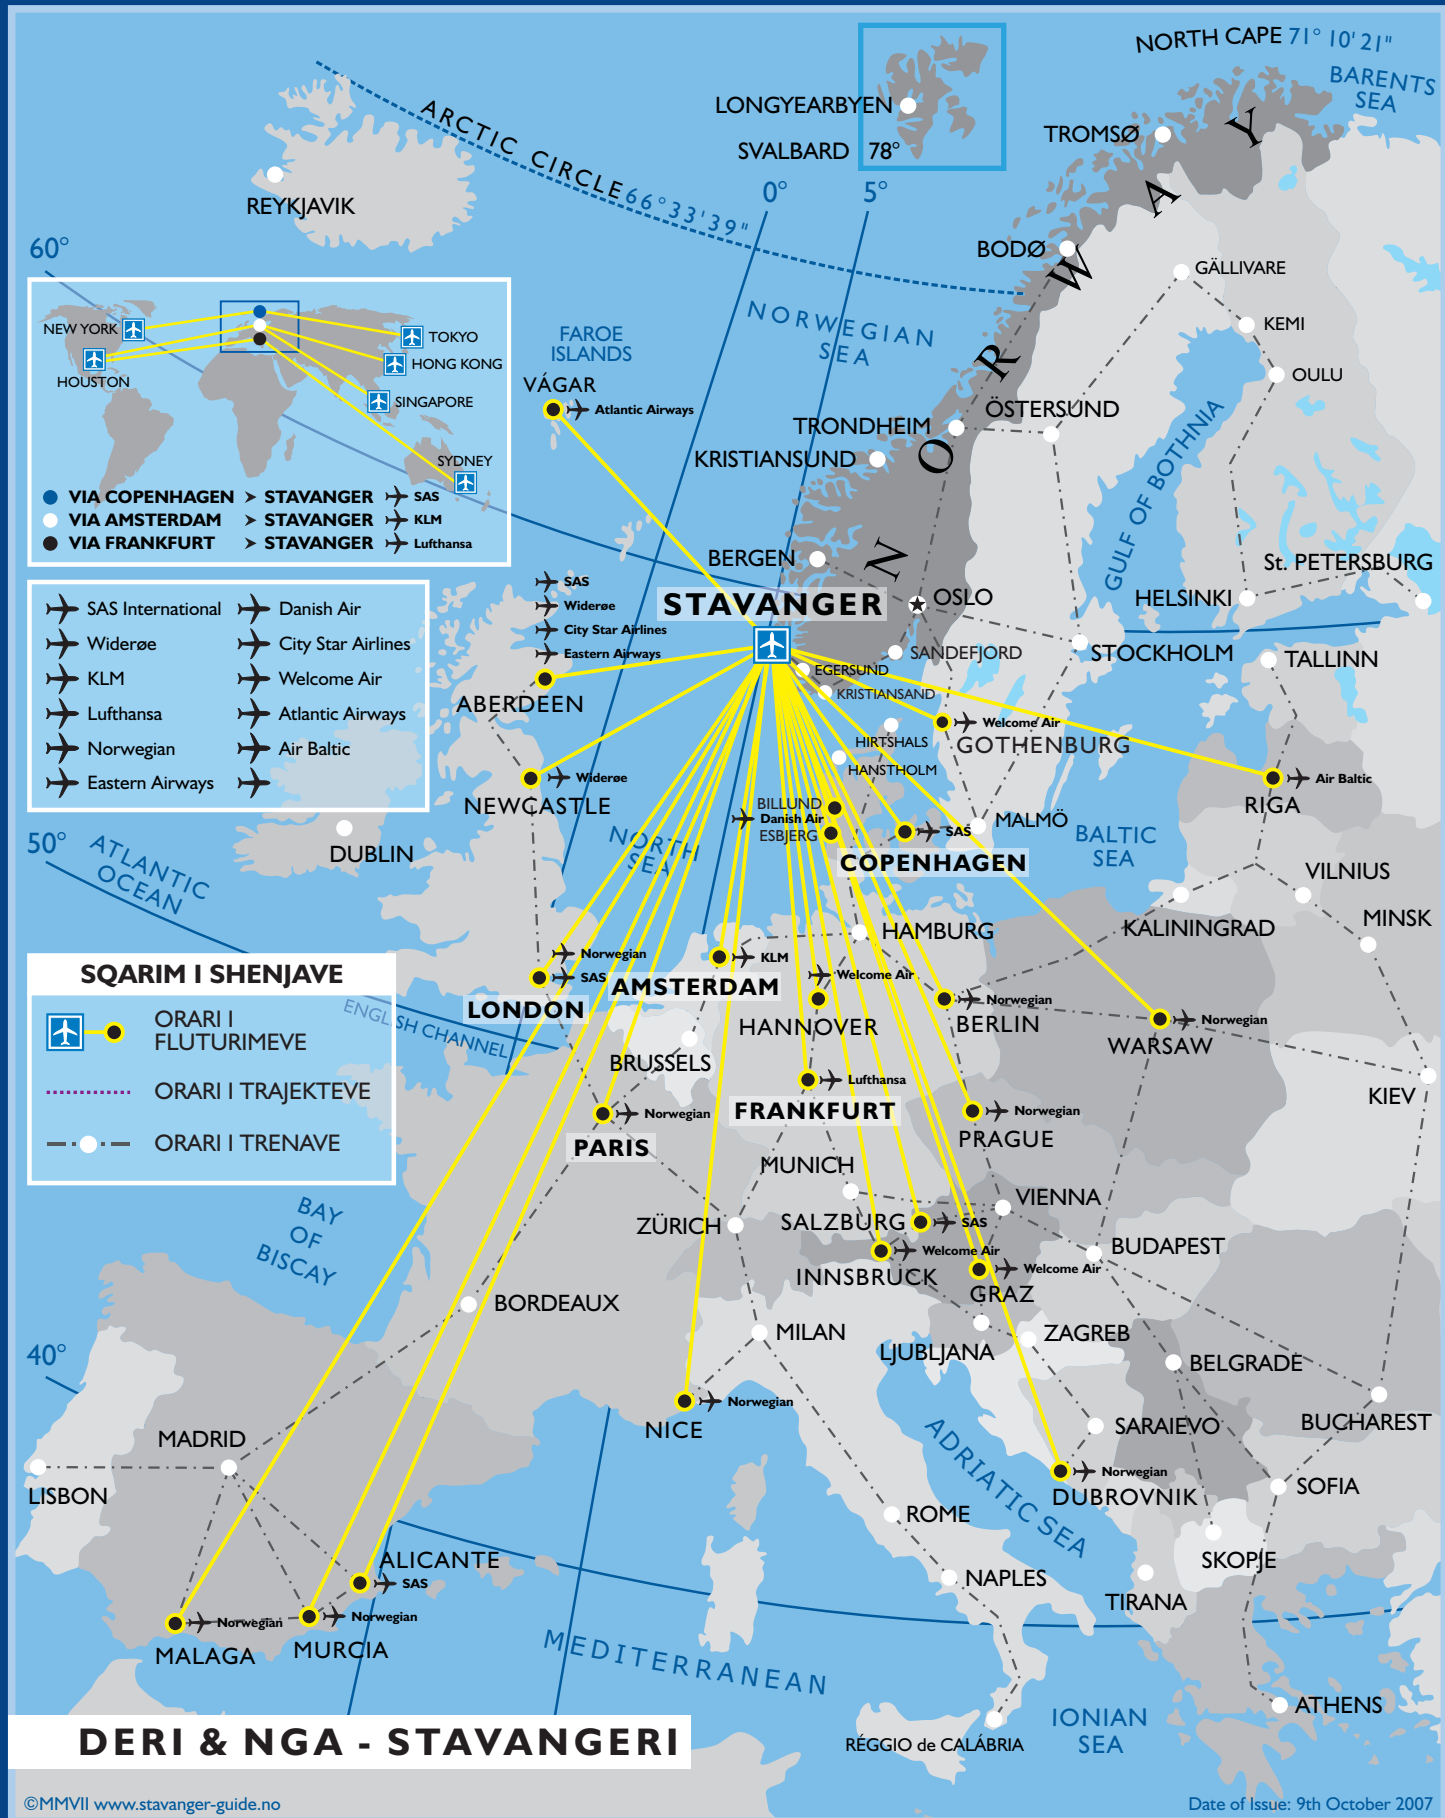 NORTH CAPE 71° 10' 21"
BARENTS
SEA
LONGYEARBYEN
SVALBARD 78°
TROMSØ
ARCTIC CIRCLE 66°33'39"
0°
5°
REYKJAVIK
60°
BODØ
NORWAY
GÄLLIVARE
KEMI
OULU
NORWEGIAN
SEA
FAROE
ISLANDS
VÁGAR
Atlantic Airways
NEW YORK
HOUSTON
TOKYO
HONG KONG
SINGAPORE
SYDNEY
VIA COPENHAGEN > STAVANGER SAS
VIA AMSTERDAM > STAVANGER KLM
VIA FRANKFURT > STAVANGER Lufthansa
TRONDHEIM
ÖSTERSUND
KRISTIANSUND
GULF OF BOTHNIA
BERGEN
St. PETERSBURG
HELSINKI
STAVANGER
OSLO
SAS
Widerøe
City Star Airlines
Eastern Airways
ABERDEEN
SAS International
Danish Air
Widerøe
City Star Airlines
KLM
Welcome Air
Lufthansa
Atlantic Airways
Norwegian
Air Baltic
Eastern Airways
SANDEFJORD
EGERSUND
KRISTIANSAND
STOCKHOLM
TALLINN
Welcome Air
GOTHENBURG
HIRTSHALS
HANSTHOLM
Widerøe
NEWCASTLE
Air Baltic
RIGA
BILLUND
Danish Air
ESBJERG
SAS
COPENHAGEN
MALMÖ
BALTIC
SEA
NORTH
SEA
50°
ATLANTIC
OCEAN
DUBLIN
VILNIUS
MINSK
KALININGRAD
HAMBURG
Norwegian
SAS
LONDON
KLM
AMSTERDAM
Welcome Air
HANNOVER
Norwegian
BERLIN
Norwegian
WARSAW
KIEV
SQARIM I SHENJAVE
ORARI I
FLUTURIMEVE
ORARI I TRAJEKTEVE
ORARI I TRENAVE
ENGLISH CHANNEL
BRUSSELS
Lufthansa
FRANKFURT
Norwegian
PARIS
Norwegian
PRAGUE
MUNICH
VIENNA
BAY
OF
BISCAY
ZÜRICH
SALZBURG
SAS
Welcome Air
INNSBRUCK
Welcome Air
GRAZ
BUDAPEST
BORDEAUX
MILAN
LJUBLJANA
ZAGREB
BELGRADE
40°
Norwegian
NICE
SARAIEVO
BUCHAREST
MADRID
LISBON
ADRIATIC SEA
Norwegian
DUBROVNIK
SOFIA
ROME
SKOPJE
NAPLES
TIRANA
ALICANTE
SAS
Norwegian
MALAGA
Norwegian
MURCIA
MEDITERRANEAN
IONIAN
SEA
ATHENS
RÉGGIO de CALÁBRIA
DERI & NGA - STAVANGERI
©MMVII www.stavanger-guide.no
Date of Issue: 9th October 2007